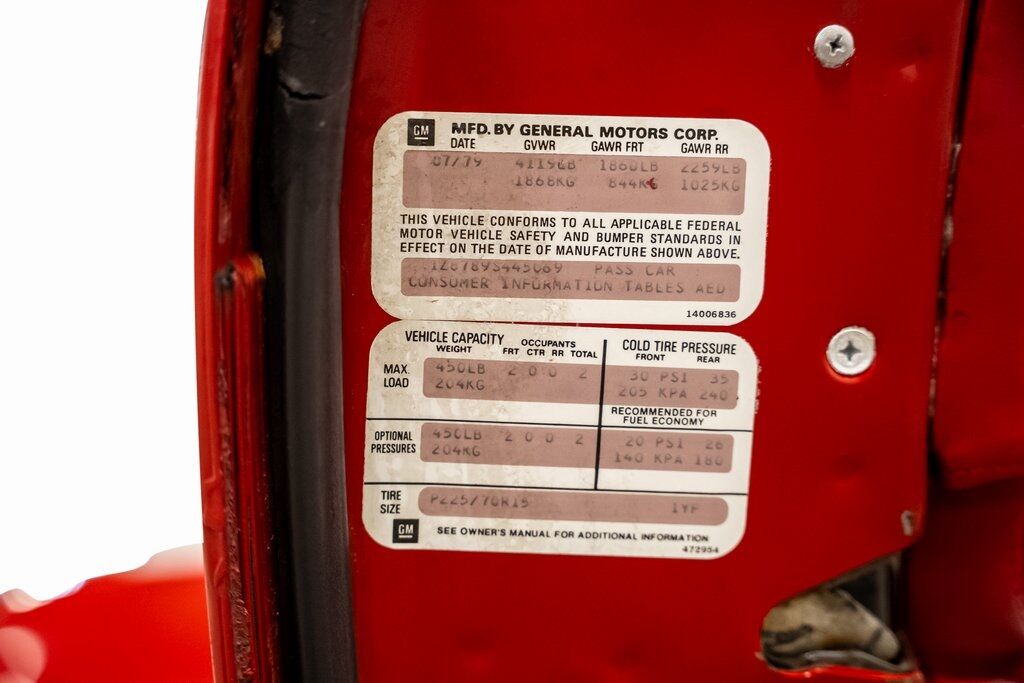 GM MFD. BY GENERAL MOTORS CORP.
DATE GVWR GAWR FRT GAWR RR
07/79 4119LB 1860LB 2259LB
1868KG 844KG 1025KG
THIS VEHICLE CONFORMS TO ALL APPLICABLE FEDERAL
MOTOR VEHICLE SAFETY AND BUMPER STANDARDS IN
EFFECT ON THE DATE OF MANUFACTURE SHOWN ABOVE.
PASS CAR
CONSUMER INFORMATION TABLES AED
14006836
VEHICLE CAPACITY OCCUPANTS COLD TIRE PRESSURE
WEIGHT FRT CTR RR TOTAL FRONT REAR
MAX. LOAD 450LB 2 0 0 2 30 PSI 35
204KG 205 KPA 240
RECOMMENDED FOR
FUEL ECONOMY
OPTIONAL PRESSURES 450LB 2 0 0 2 20 PSI 26
204KG 140 KPA 180
TIRE SIZE P225/70R15
GM SEE OWNER'S MANUAL FOR ADDITIONAL INFORMATION
472954